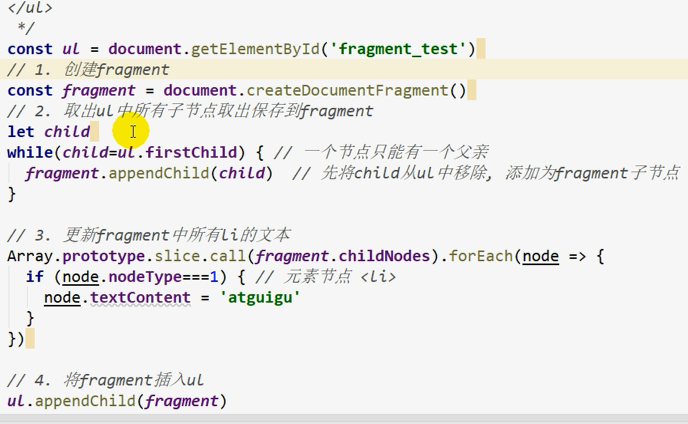 </ul>
*/
const ul = document.getElementById('fragment_test')
// 1. 创建fragment
const fragment = document.createDocumentFragment()
// 2. 取出ul中所有子节点取出保存到fragment
let child
while(child=ul.firstChild) { // 一个节点只能有一个父亲
  fragment.appendChild(child)  // 先将child从ul中移除, 添加为fragment子节点
}

// 3. 更新fragment中所有li的文本
Array.prototype.slice.call(fragment.childNodes).forEach(node => {
  if (node.nodeType===1) { // 元素节点 <li>
    node.textContent = 'atguigu'
  }
})

// 4. 将fragment插入ul
ul.appendChild(fragment)